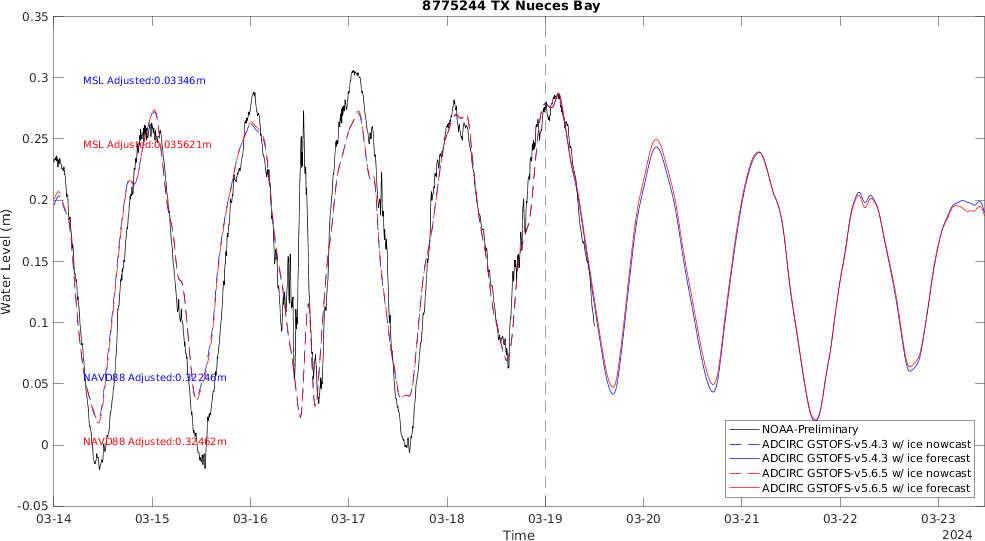 8775244 TX Nueces Bay
Water Level (m)
0.35
0.3
0.25
0.2
0.15
0.1
0.05
0
-0.05
MSL Adjusted:0.03346m
MSL Adjusted:0.035621m
NAVD88 Adjusted:0.32246m
NAVD88 Adjusted:0.32462m
NOAA-Preliminary
ADCIRC GSTOFS-v5.4.3 w/ ice nowcast
ADCIRC GSTOFS-v5.4.3 w/ ice forecast
ADCIRC GSTOFS-v5.6.5 w/ ice nowcast
ADCIRC GSTOFS-v5.6.5 w/ ice forecast
03-14 03-15 03-16 03-17 03-18 03-19 03-20 03-21 03-22 03-23
Time
2024